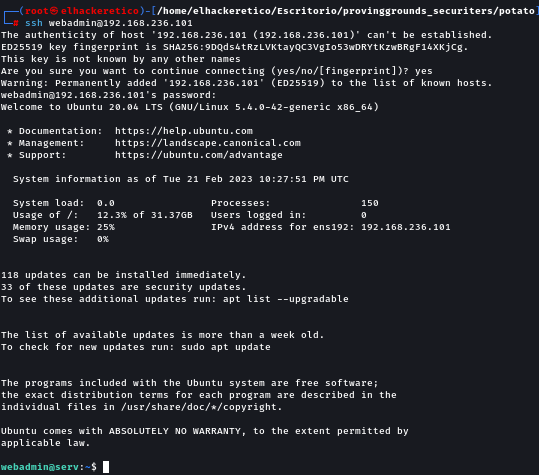 ┌──(root㉿elhackeretico)-[/home/elhackeretico/Escritorio/provinggrounds_securiters/potato]
└─# ssh webadmin@192.168.236.101
The authenticity of host '192.168.236.101 (192.168.236.101)' can't be established.
ED25519 key fingerprint is SHA256:9DQds4tRzLVKtayQC3VgIo53wDRYtKzwBRgF14XKjCg.
This key is not known by any other names
Are you sure you want to continue connecting (yes/no/[fingerprint])? yes
Warning: Permanently added '192.168.236.101' (ED25519) to the list of known hosts.
webadmin@192.168.236.101's password:
Welcome to Ubuntu 20.04 LTS (GNU/Linux 5.4.0-42-generic x86_64)
* Documentation:  https://help.ubuntu.com
* Management:     https://landscape.canonical.com
* Support:        https://ubuntu.com/advantage
System information as of Tue 21 Feb 2023 10:27:51 PM UTC
System load:  0.0                Processes:               150
Usage of /:   12.3% of 31.37GB   Users logged in:         0
Memory usage: 25%                IPv4 address for ens192: 192.168.236.101
Swap usage:   0%
118 updates can be installed immediately.
33 of these updates are security updates.
To see these additional updates run: apt list --upgradable
The list of available updates is more than a week old.
To check for new updates run: sudo apt update
The programs included with the Ubuntu system are free software;
the exact distribution terms for each program are described in the
individual files in /usr/share/doc/*/copyright.
Ubuntu comes with ABSOLUTELY NO WARRANTY, to the extent permitted by
applicable law.
webadmin@serv:~$